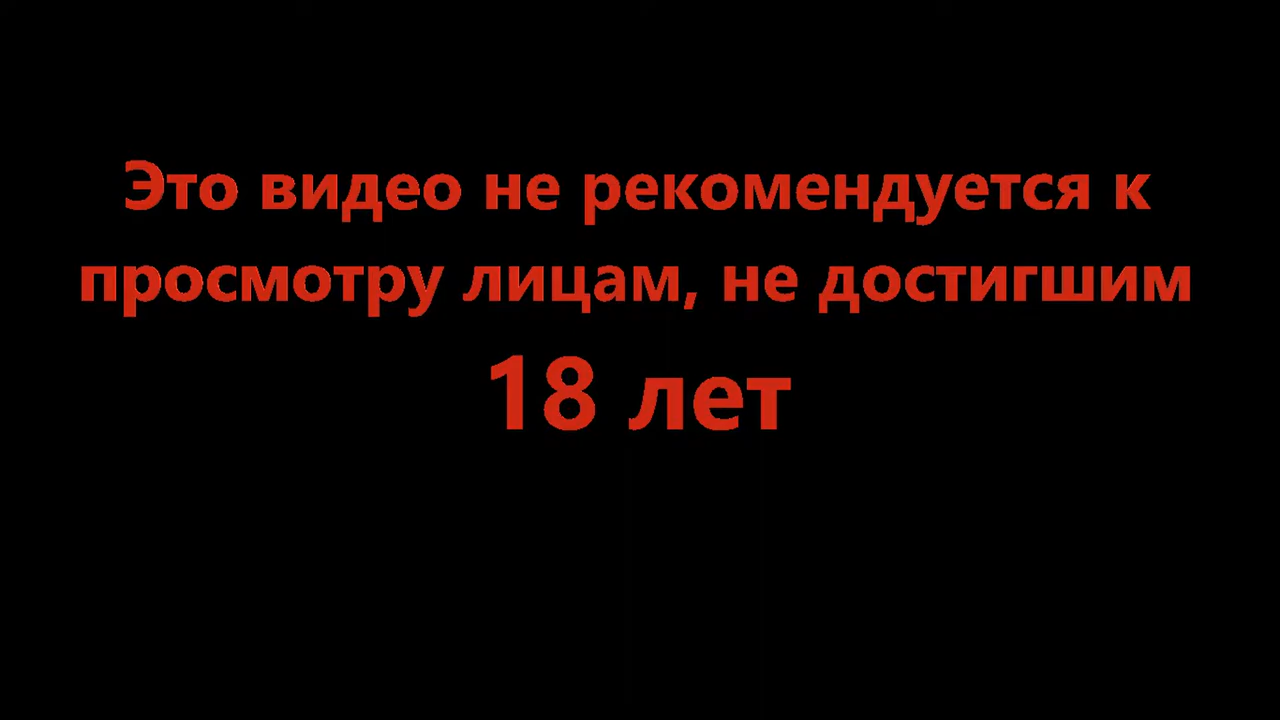 Это видео не рекомендуется к
просмотру лицам, не достигшим
18 лет